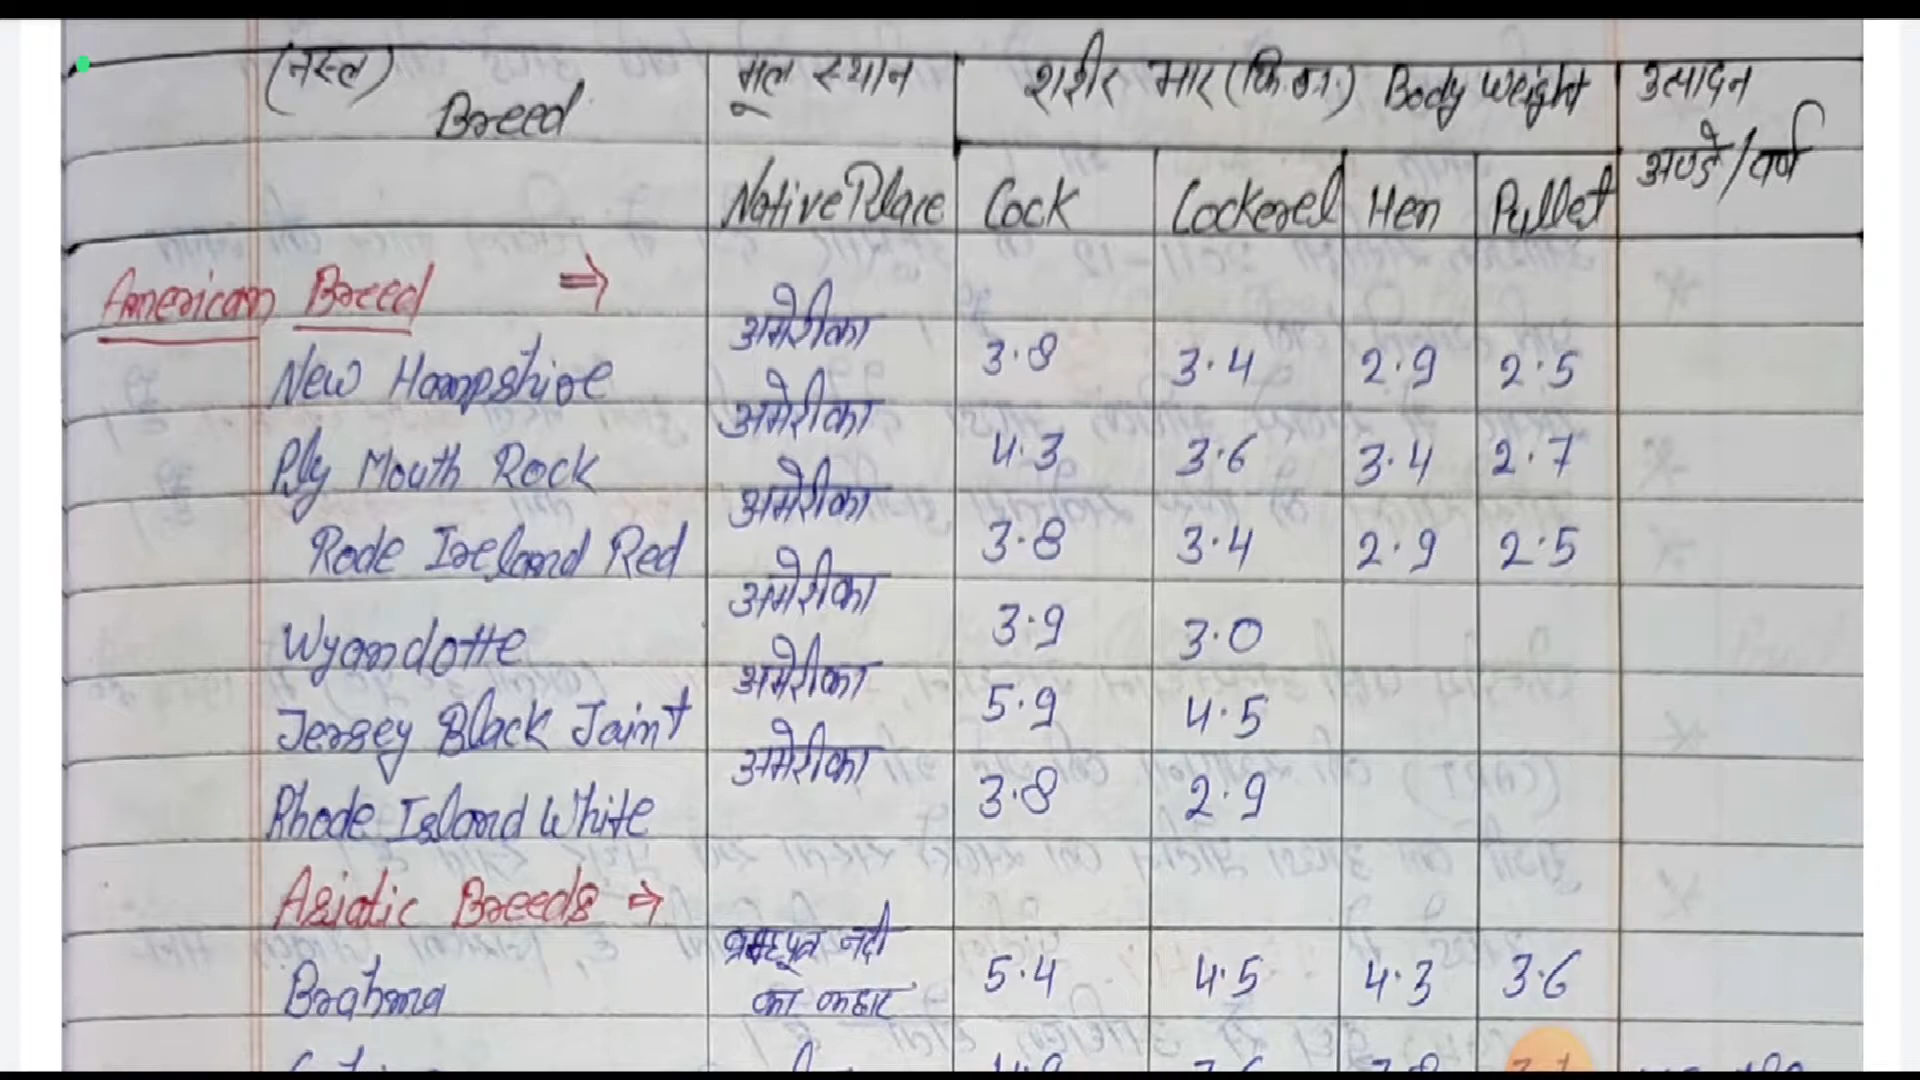 (नस्ल) मूल स्थान शरीर भार (कि.ग्रा.) Body weight उत्पादन
Breed अण्डे/वर्ष
Native Place Cock Cockerel Hen Pullet
American Breed ⇒
अमेरीका
New Hampshire 3.8 3.4 2.9 2.5
अमेरीका
Ply Mouth Rock 4.3 3.6 3.4 2.7
अमेरीका
Rode Ireland Red 3.8 3.4 2.9 2.5
अमेरीका
Wyandotte 3.9 3.0
अमेरीका
Jersey Black Jaint 5.9 4.5
अमेरीका
Rhode Island White 3.8 2.9
Asiatic Breeds ⇒
नदी
Brahma का 5.4 4.5 4.3 3.6